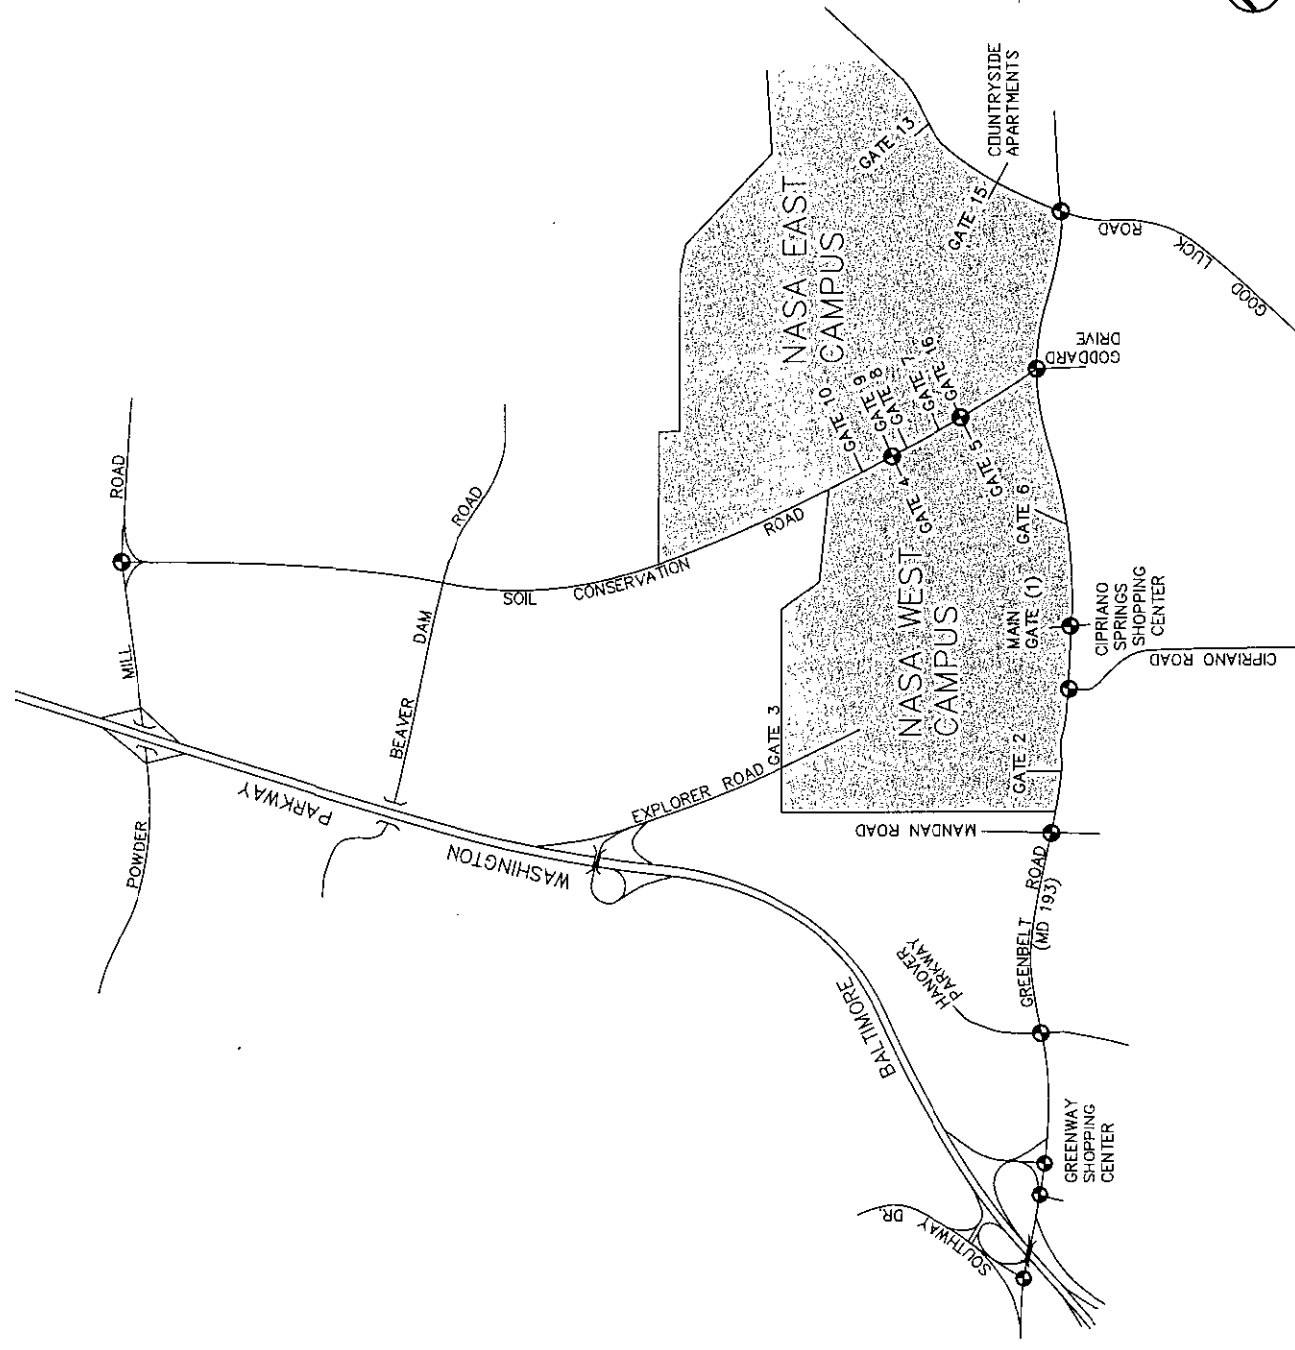 COUNTRYSIDE
APARTMENTS
GATE 13
GATE 15
NASA EAST
CAMPUS
ROAD
LUCK
GOOD
GODDARD
DRIVE
GATE 10
GATE 9
GATE 8
GATE 7
GATE 16
GATE 4
GATE 5
GATE 6
ROAD
MILL
POWDER
ROAD
DAM
BEAVER
SOIL
CONSERVATION
ROAD
NASA WEST
CAMPUS
MAIN
GATE (1)
CIPRIANO
SPRINGS
SHOPPING
CENTER
CIPRIANO ROAD
GATE 2
GATE 3
EXPLORER ROAD
MANDAN ROAD
PARKWAY
WASHINGTON
BALTIMORE
GREENBELT ROAD
(MD 193)
HANOVER
PARKWAY
GREENWAY
SHOPPING
CENTER
SOUTHWAY DR.